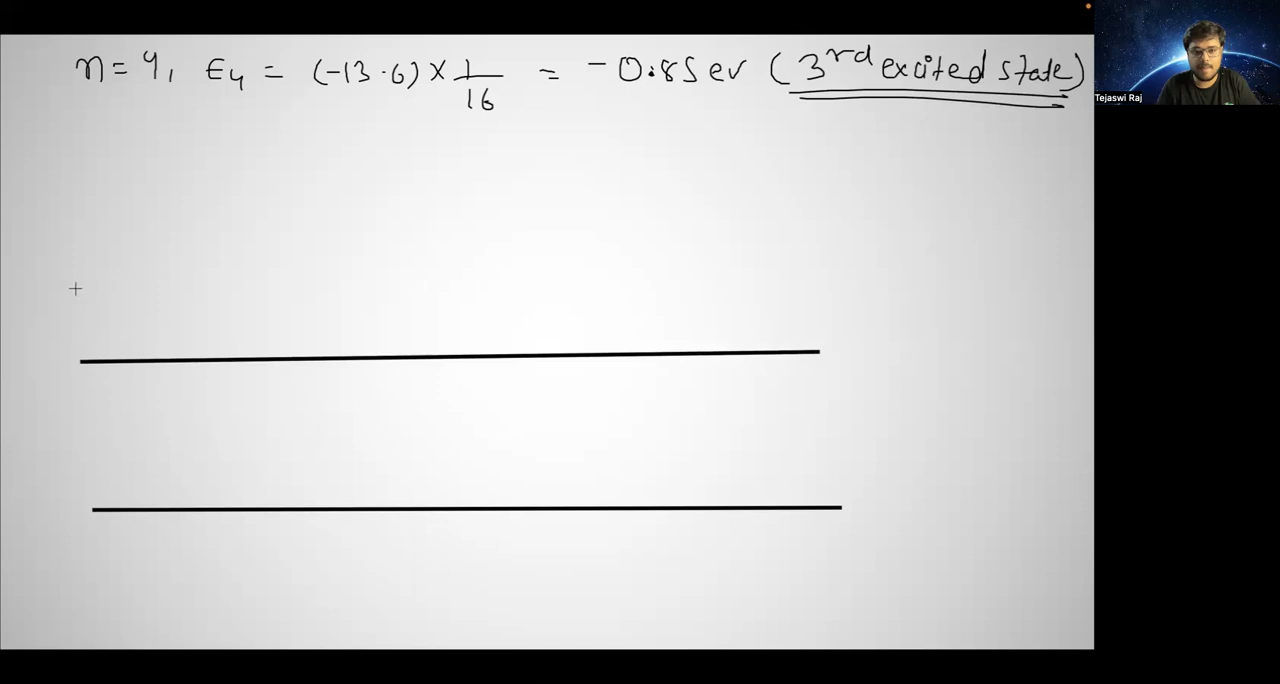 n = 4, E4 = (-13.6) × 1/16 = -0.85 ev (3rd excited state)
Tejaswi Raj